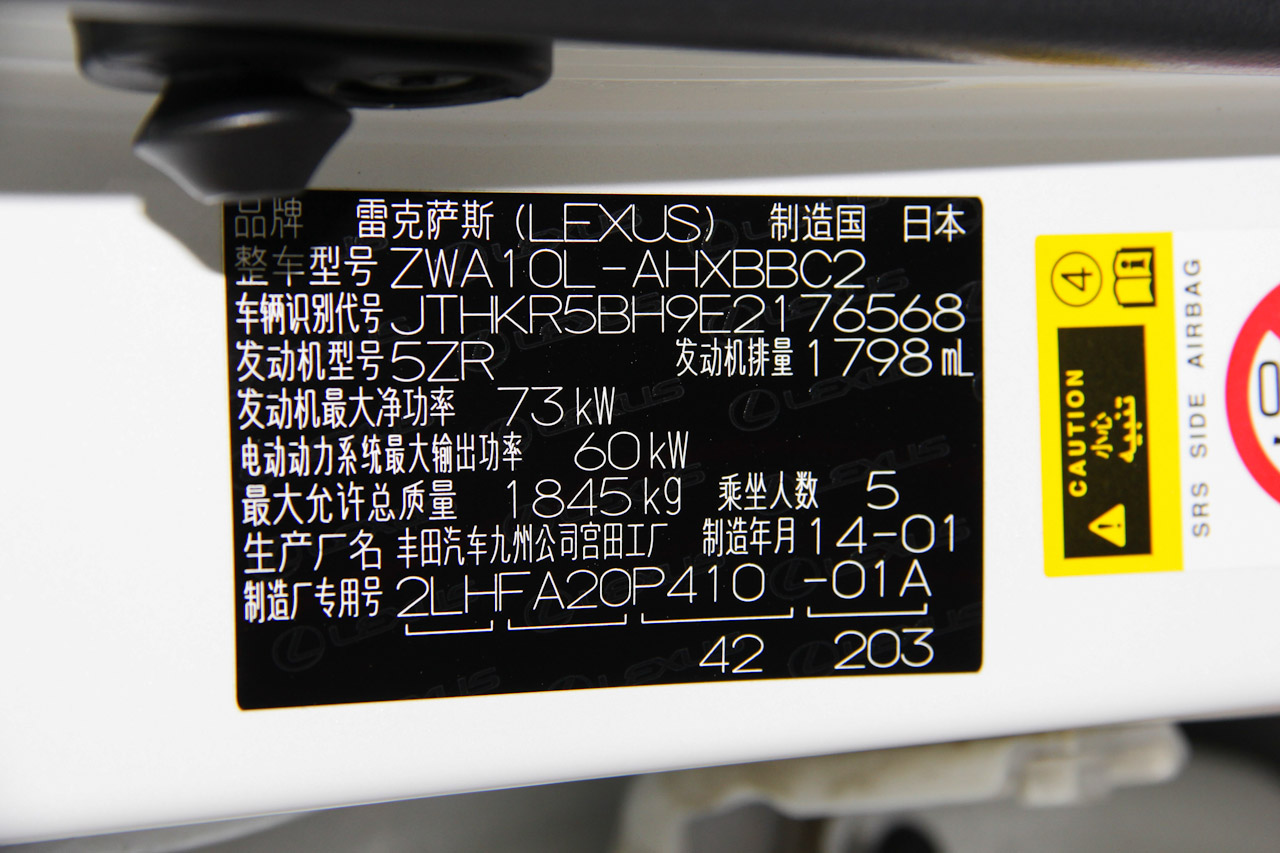 品牌 雷克萨斯 (LEXUS) 制造国 日本
整车型号 ZWA10L -AHXBBC2
车辆识别代号 JTHKR5BH9E2176568
发动机型号 5ZR 发动机排量 1798 mL
发动机最大净功率 73 kW
电动动力系统最大输出功率 60 kW
最大允许总质量 1845 kg 乘坐人数 5
生产厂名 丰田汽车九州公司宫田工厂 制造年月 14-01
制造厂专用号 2LHFA20P410 -01A
42 203
4
i
CAUTION
小心
تنبيه
SRS SIDE AIRBAG